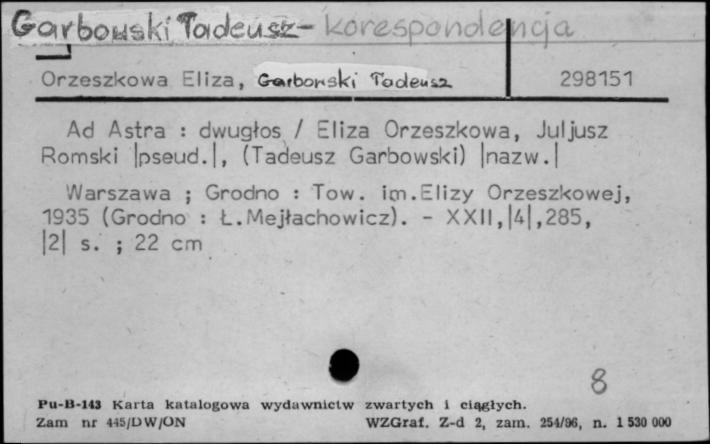 Garbowski Tadeusz - korespondencja
Orzeszkowa Eliza, Garbowski Tadeusz 298151
Ad Astra : dwugłos / Eliza Orzeszkowa, Juljusz
Romski |pseud.|, (Tadeusz Garbowski) |nazw.|
Warszawa ; Grodno : Tow. im.Elizy Orzeszkowej,
1935 (Grodno : Ł.Mejłachowicz). - XXII,|4|,285,
|2| s. ; 22 cm
8
Pu-B-143 Karta katalogowa wydawnictw zwartych i ciągłych.
Zam nr 445/DW/ON WZGraf. Z-d 2, zam. 254/96, n. 1 530 000